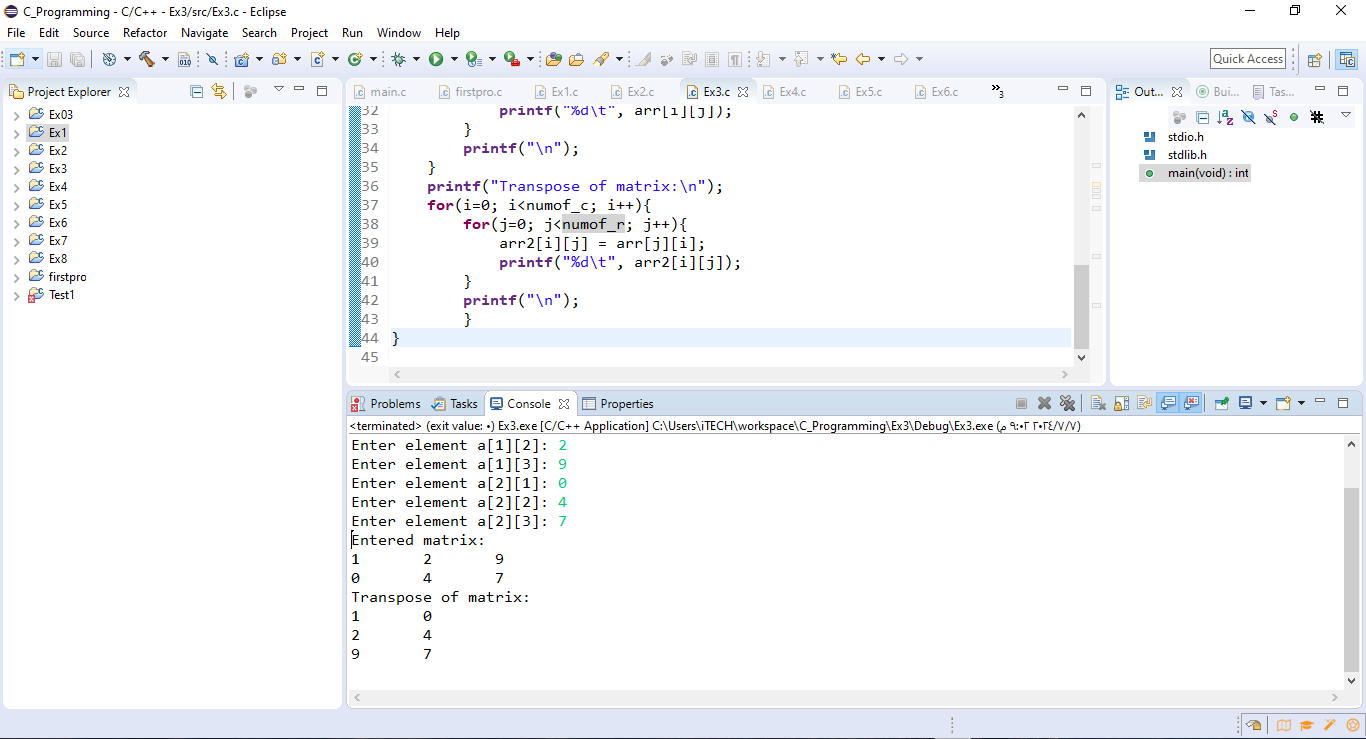 C_Programming - C/C++ - Ex3/src/Ex3.c - Eclipse
File Edit Source Refactor Navigate Search Project Run Window Help
Quick Access
Project Explorer
Ex03
Ex1
Ex2
Ex3
Ex4
Ex5
Ex6
Ex7
Ex8
firstpro
Test1
main.c firstpro.c Ex1.c Ex2.c Ex3.c Ex4.c Ex5.c Ex6.c »3
32 printf("%d\t", arr[i][j]);
33 }
34 printf("\n");
35 }
36 printf("Transpose of matrix:\n");
37 for(i=0; i<numof_c; i++){
38 for(j=0; j<numof_r; j++){
39 arr2[i][j] = arr[j][i];
40 printf("%d\t", arr2[i][j]);
41 }
42 printf("\n");
43 }
44 }
45
Out... Bui... Tas...
stdio.h
stdlib.h
main(void) : int
Problems Tasks Console Properties
<terminated> (exit value: ٠) Ex3.exe [C/C++ Application] C:\Users\iTECH\workspace\C_Programming\Ex3\Debug\Ex3.exe (٢٠٢٤/٧/٧ ٩:٠٢ م)
Enter element a[1][2]: 2
Enter element a[1][3]: 9
Enter element a[2][1]: 0
Enter element a[2][2]: 4
Enter element a[2][3]: 7
Entered matrix:
1 2 9
0 4 7
Transpose of matrix:
1 0
2 4
9 7